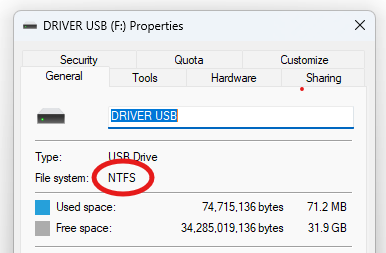 DRIVER USB (F:) Properties
Security Quota Customize
General Tools Hardware Sharing
DRIVER USB
Type: USB Drive
File system: NTFS
Used space: 74,715,136 bytes 71.2 MB
Free space: 34,285,019,136 bytes 31.9 GB